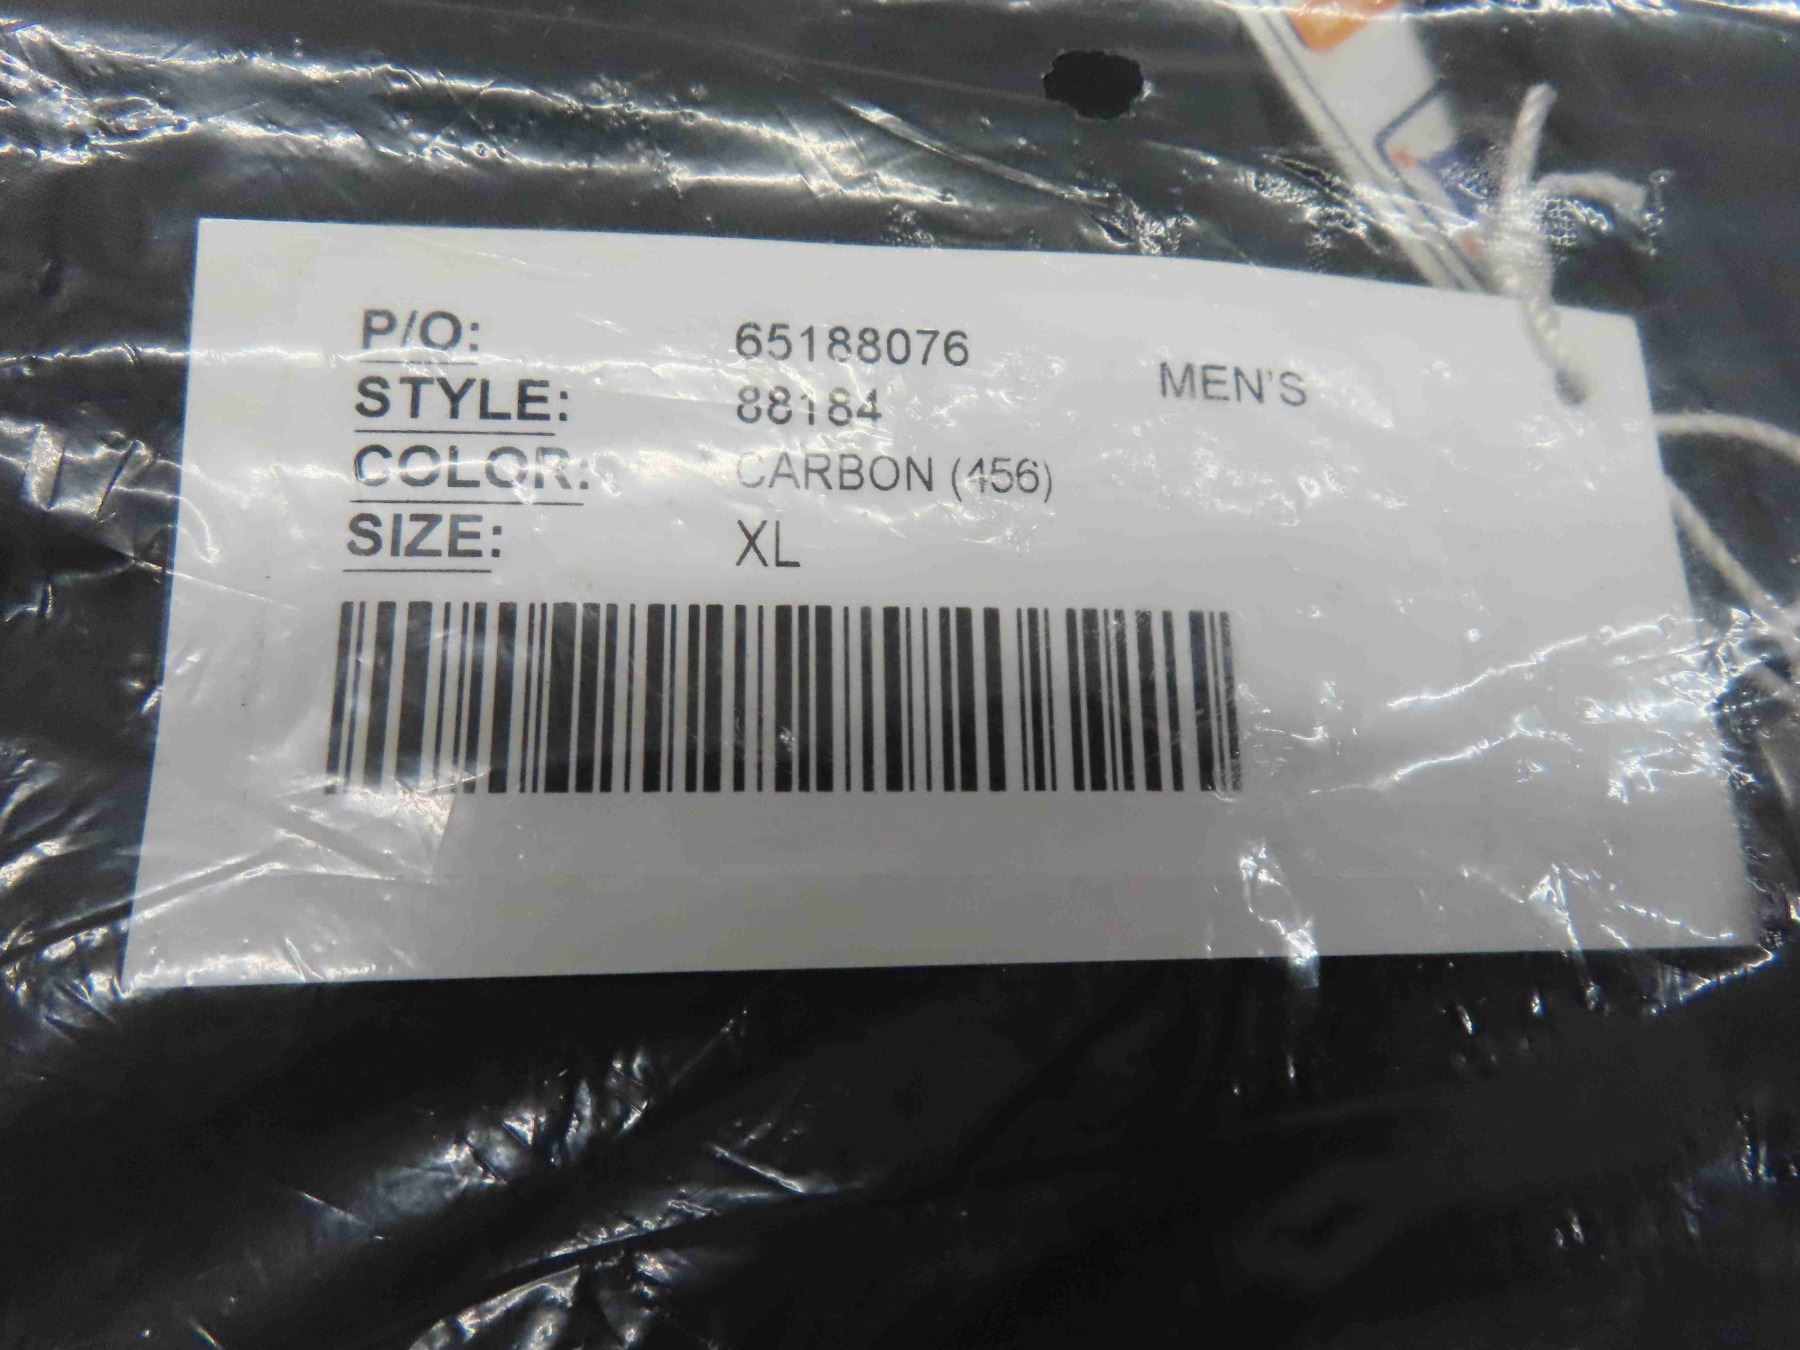 P/O: 65188076
MEN'S
STYLE: 88184
COLOR: CARBON (456)
SIZE: XL